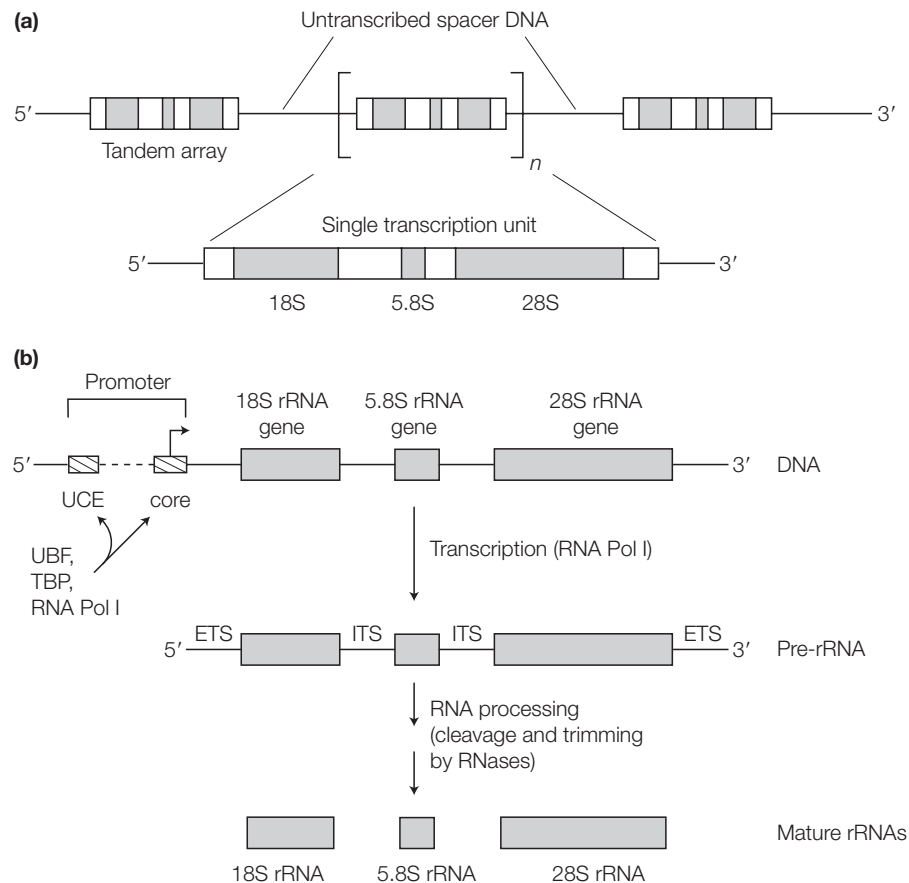 (a)
Untranscribed spacer DNA
5′
3′
Tandem array
n
Single transcription unit
5′
3′
18S
5.8S
28S
(b)
Promoter
18S rRNA
gene
5.8S rRNA
gene
28S rRNA
gene
5′
3′
DNA
UCE
core
UBF,
TBP,
RNA Pol I
Transcription (RNA Pol I)
5′
ETS
ITS
ITS
ETS
3′
Pre-rRNA
RNA processing
(cleavage and trimming
by RNases)
Mature rRNAs
18S rRNA
5.8S rRNA
28S rRNA